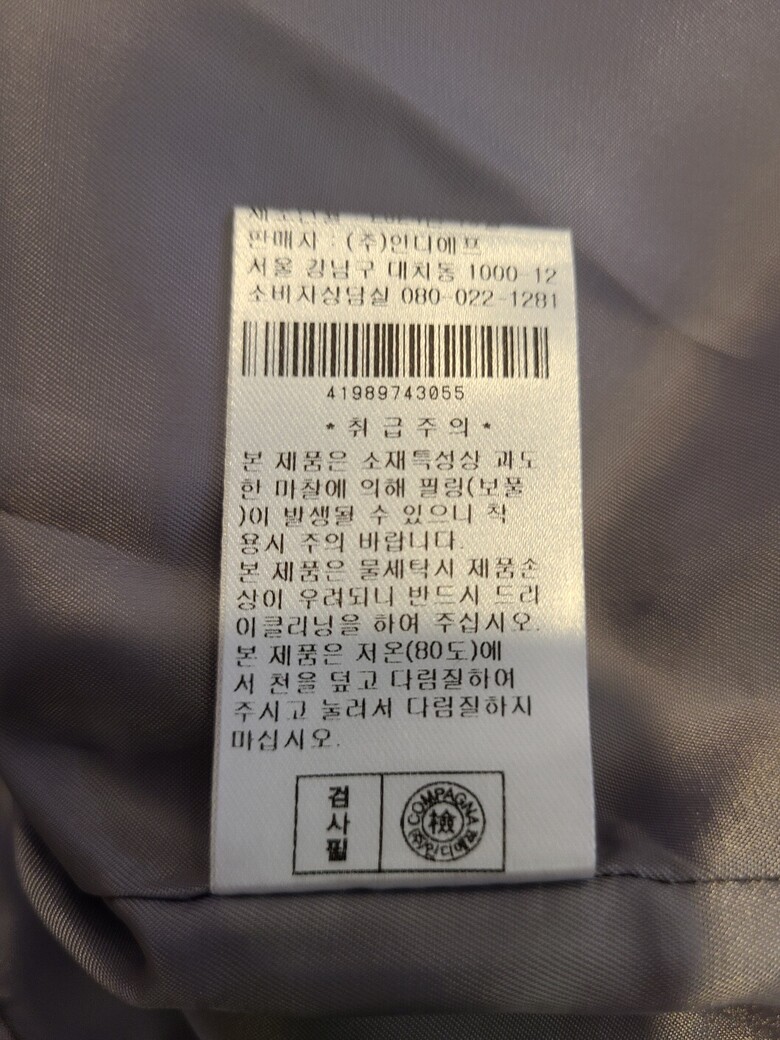 판매자 : (주)인디에프
서울 강남구 대치동 1000-12
소비자상담실 080-022-1281
41989743055
* 취 급 주 의 *
본 제품은 소재특성상 과도
한 마찰에 의해 필링(보풀
)이 발생될 수 있으니 착
용시 주의 바랍니다.
본 제품은 물세탁시 제품손
상이 우려되니 반드시 드라
이클리닝을 하여 주십시오.
본 제품은 저온(80도)에
서 천을 덮고 다림질하여
주시고 눌러서 다림질하지
마십시오.
검
사
필
COMPAGNA
檢
(주)인디에프